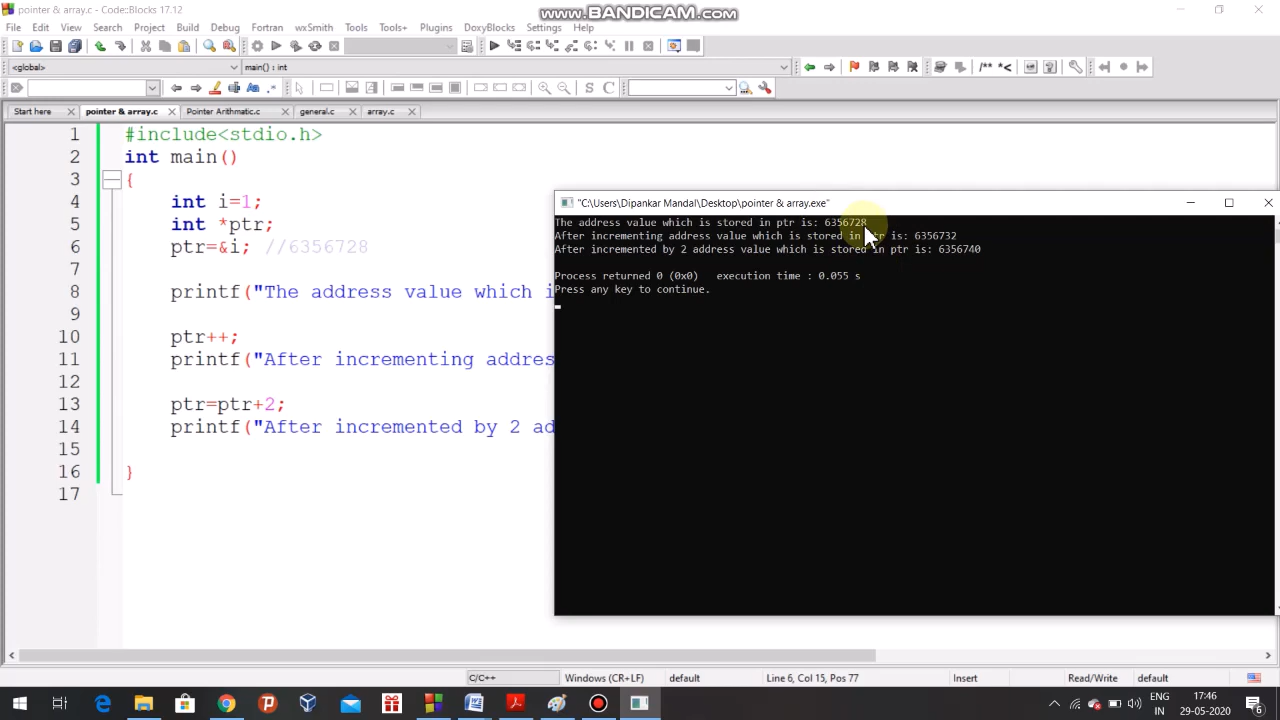 pointer & array.c - Code::Blocks 17.12
www.BANDICAM.com
File Edit View Search Project Build Debug Fortran wxSmith Tools Tools+ Plugins DoxyBlocks Settings Help
<global> main() : int
Start here pointer & array.c Pointer Arithmatic.c general.c array.c
1 #include<stdio.h>
2 int main()
3 {
4 int i=1;
5 int *ptr;
6 ptr=&i; //6356728
7
8 printf("The address value which i
9
10 ptr++;
11 printf("After incrementing addres
12
13 ptr=ptr+2;
14 printf("After incremented by 2 ad
15
16 }
17
"C:\Users\Dipankar Mandal\Desktop\pointer & array.exe"
The address value which is stored in ptr is: 6356728
After incrementing address value which is stored in ptr is: 6356732
After incremented by 2 address value which is stored in ptr is: 6356740
Process returned 0 (0x0) execution time : 0.055 s
Press any key to continue.
C/C++ Windows (CR+LF) default Line 6, Col 15, Pos 77 Insert Read/Write default
ENG 17:46
IN 29-05-2020 6